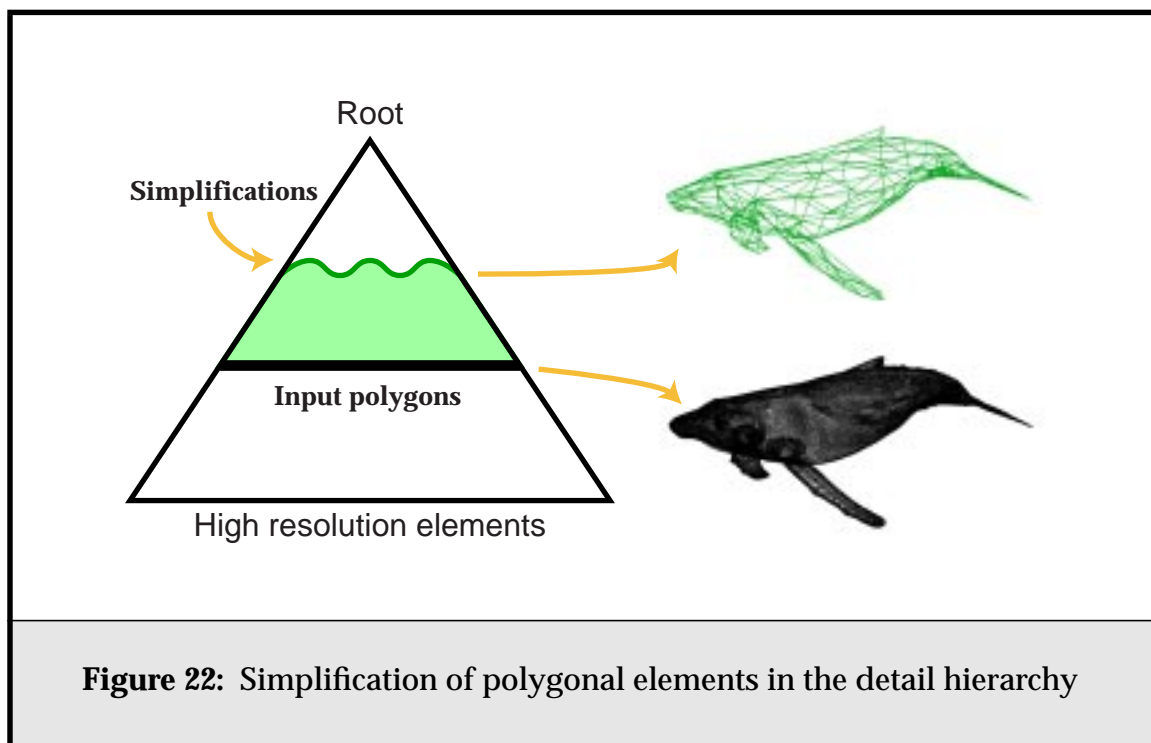 Root
Simplifications
Input polygons
High resolution elements
Figure 22: Simplification of polygonal elements in the detail hierarchy